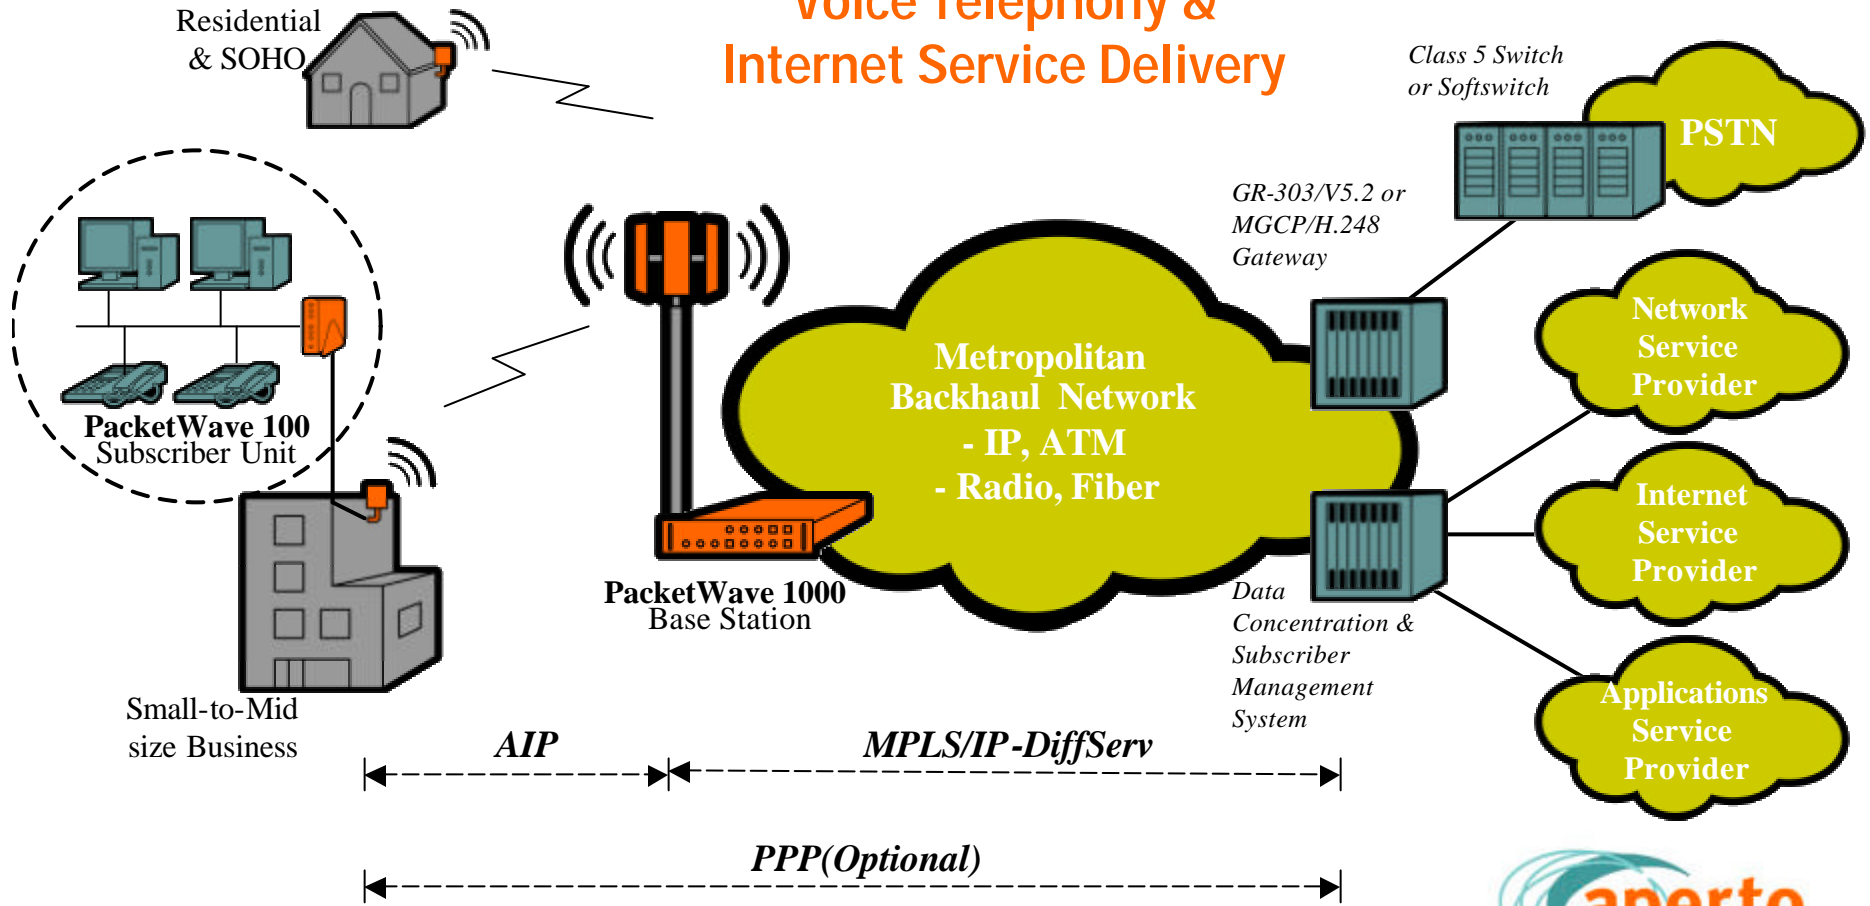 Voice Telephony &
Internet Service Delivery
Residential
& SOHO
Class 5 Switch
or Softswitch
PSTN
GR-303/V5.2 or
MGCP/H.248
Gateway
Network
Service
Provider
Metropolitan
Backhaul Network
- IP, ATM
- Radio, Fiber
PacketWave 100
Subscriber Unit
Internet
Service
Provider
PacketWave 1000
Base Station
Data
Concentration &
Subscriber
Management
System
Applications
Service
Provider
Small-to-Mid
size Business
AIP
MPLS/IP-DiffServ
PPP(Optional)
aperto